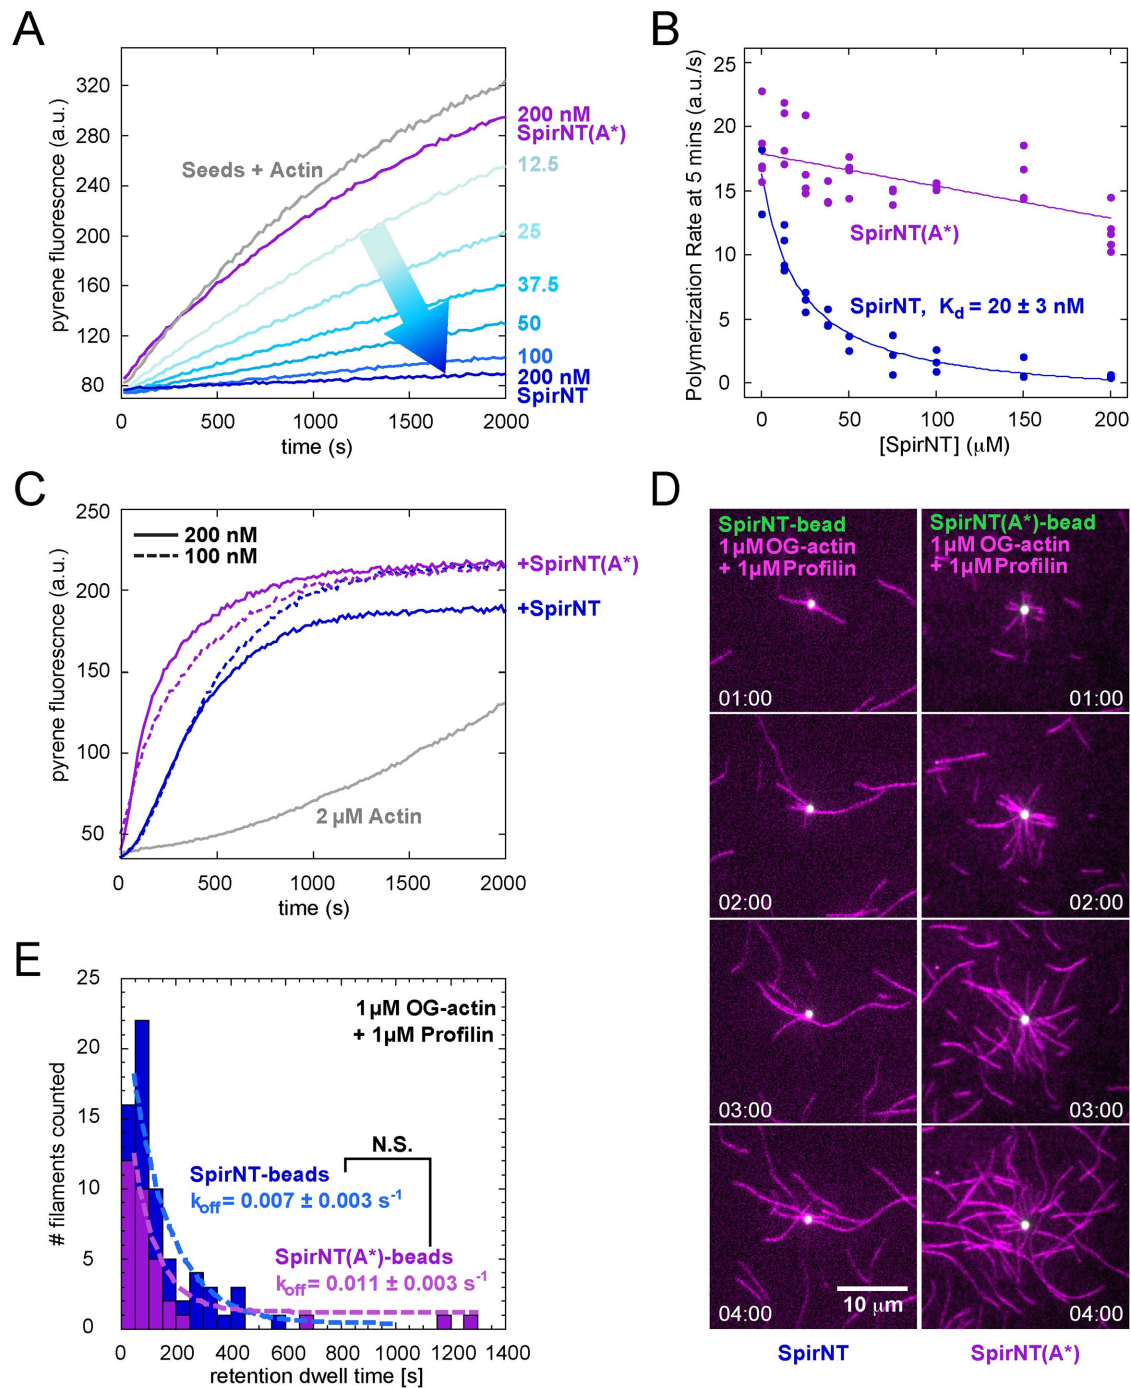 A
pyrene fluorescnce (a.u.)
320
280
240
200
160
120
80
0
500
1000
1500
2000
time (s)
Seeds + Actin
200 nM
SpirNT(A*)
12.5
25
37.5
50
100
200 nM
SpirNT
B
Polymerization Rate at 5 mins (a.u./s)
25
20
15
10
5
0
0
50
100
150
200
[SpirNT] (μM)
SpirNT(A*)
SpirNT, Kd = 20 ± 3 nM
C
pyrene fluorescnce (a.u.)
250
200
150
100
50
0
500
1000
1500
2000
time (s)
200 nM
100 nM
+SpirNT(A*)
+SpirNT
2 μM Actin
D
SpirNT-bead
1μM OG-actin
+ 1μM Profilin
01:00
SpirNT(A*)-bead
1μM OG-actin
+ 1μM Profilin
01:00
02:00
02:00
03:00
03:00
04:00
10 μm
04:00
SpirNT
SpirNT(A*)
E
# filaments counted
25
20
15
10
5
0
0
200
400
600
800
1000
1200
1400
retention dwell time [s]
1μM OG-actin
+ 1μM Profilin
N.S.
SpirNT-beads
koff = 0.007 ± 0.003 s-1
SpirNT(A*)-beads
koff = 0.011 ± 0.003 s-1